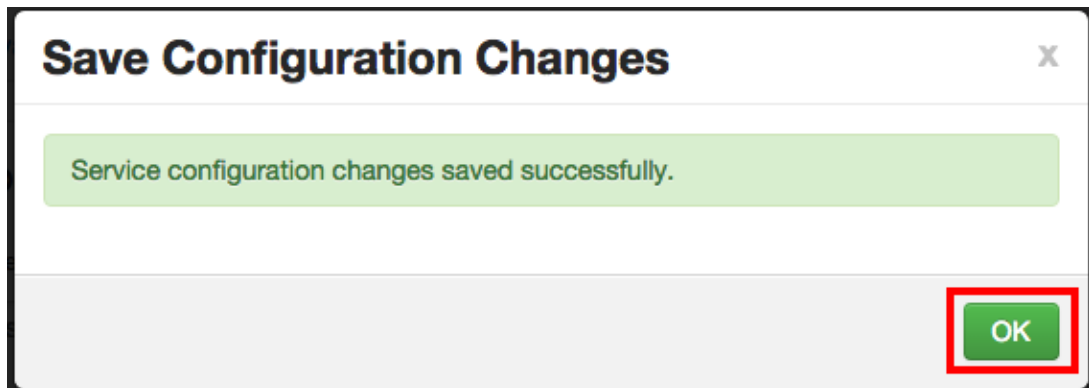 Save Configuration Changes
x
Service configuration changes saved successfully.
OK